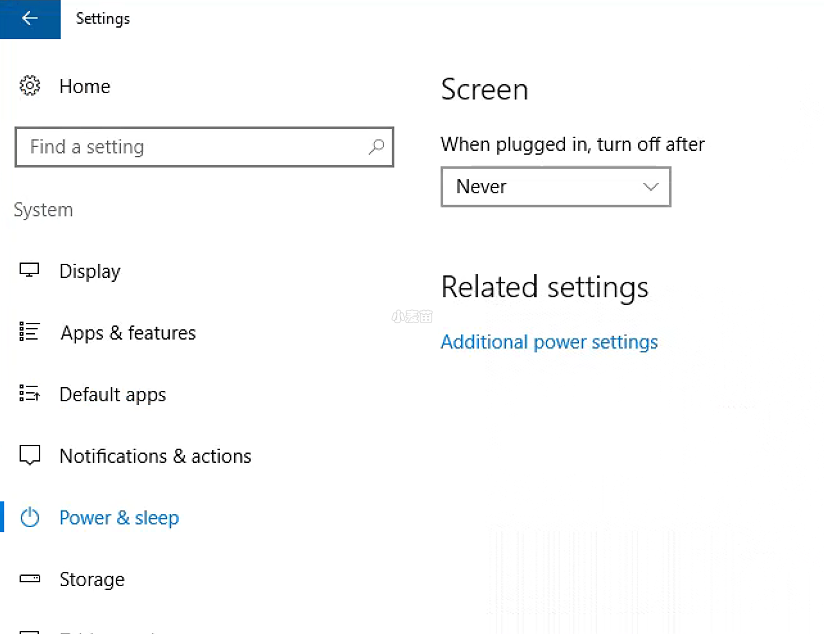 Settings
Home
Find a setting
System
Display
Apps & features
Default apps
Notifications & actions
Power & sleep
Storage
Screen
When plugged in, turn off after
Never
Related settings
Additional power settings